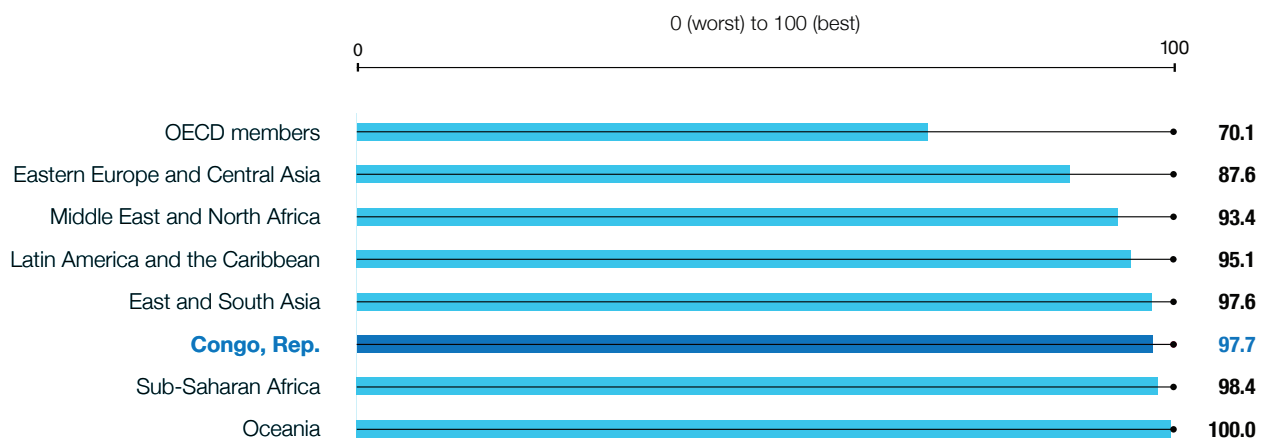 0 (worst) to 100 (best)
0 100
OECD members 70.1
Eastern Europe and Central Asia 87.6
Middle East and North Africa 93.4
Latin America and the Caribbean 95.1
East and South Asia 97.6
Congo, Rep. 97.7
Sub-Saharan Africa 98.4
Oceania 100.0